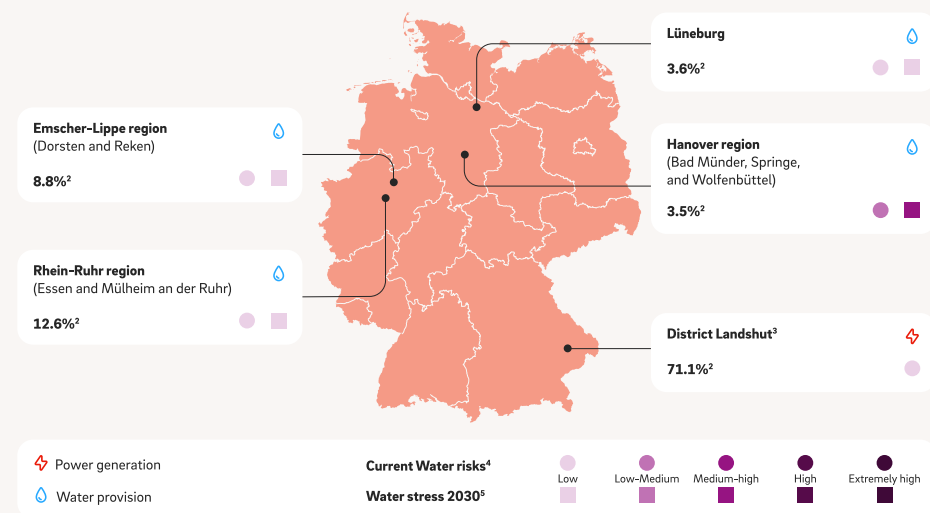 Lüneburg
3.6%²
Emscher-Lippe region
(Dorsten and Reken)
8.8%²
Hanover region
(Bad Münder, Springe,
and Wolfenbüttel)
3.5%²
Rhein-Ruhr region
(Essen and Mülheim an der Ruhr)
12.6%²
District Landshut³
71.1%²
Power generation
Water provision
Current Water risks⁴
Low
Low-Medium
Medium-high
High
Extremely high
Water stress 2030⁵